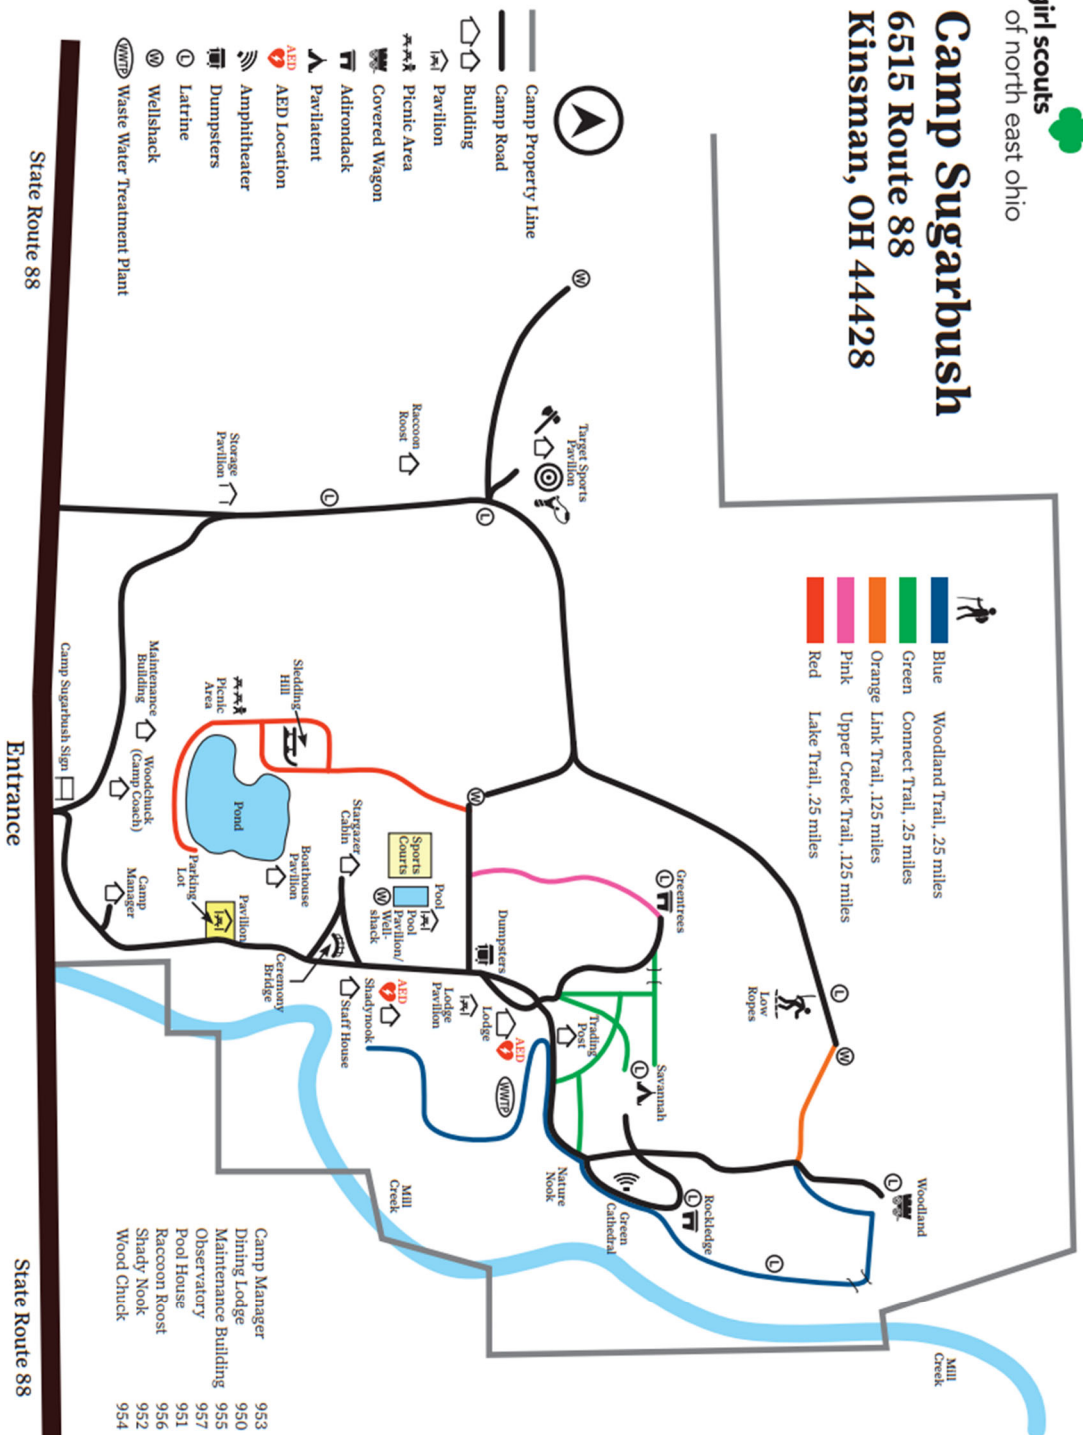 girl scouts
of north east ohio
Camp Sugarbush
6515 Route 88
Kinsman, OH 44428
Camp Property Line
Camp Road
Building
Pavilion
Picnic Area
Covered Wagon
Adirondack
Pavilatent
AED
AED Location
Amphitheater
Dumpsters
L
Latrine
W
Wellshack
WWTP
Waste Water Treatment Plant
Blue Woodland Trail, .25 miles
Green Connect Trail, .25 miles
Orange Link Trail, .125 miles
Pink Upper Creek Trail, .125 miles
Red Lake Trail, .25 miles
W
Target Sports
Pavilion
Raccoon
Roost
L
Storage
Pavilion
L
Woodland
L
Mill
Creek
L
W
Low
Ropes
L
Greentrees
L
Rockledge
L
Savannah
L
Green
Cathedral
Nature
Nook
Trading
Post
Dumpsters
Lodge
AED
Lodge
Pavilion
WWTP
W
Sports
Courts
Pool
Pool
Pavilion/
Well-
shack
W
Stargazer
Cabin
AED
Shadynook
Staff House
Mill
Creek
Sledding
Hill
Picnic
Area
Pond
Boathouse
Pavilion
Ceremony
Bridge
Pavilion
Parking
Lot
Maintenance
Building
Woodchuck
(Camp Coach)
Camp
Manager
Camp Sugarbush Sign
Camp Manager 953
Dining Lodge 950
Maintenance Building 955
Observatory 957
Pool House 951
Raccoon Roost 956
Shady Nook 952
Wood Chuck 954
State Route 88
Entrance
State Route 88